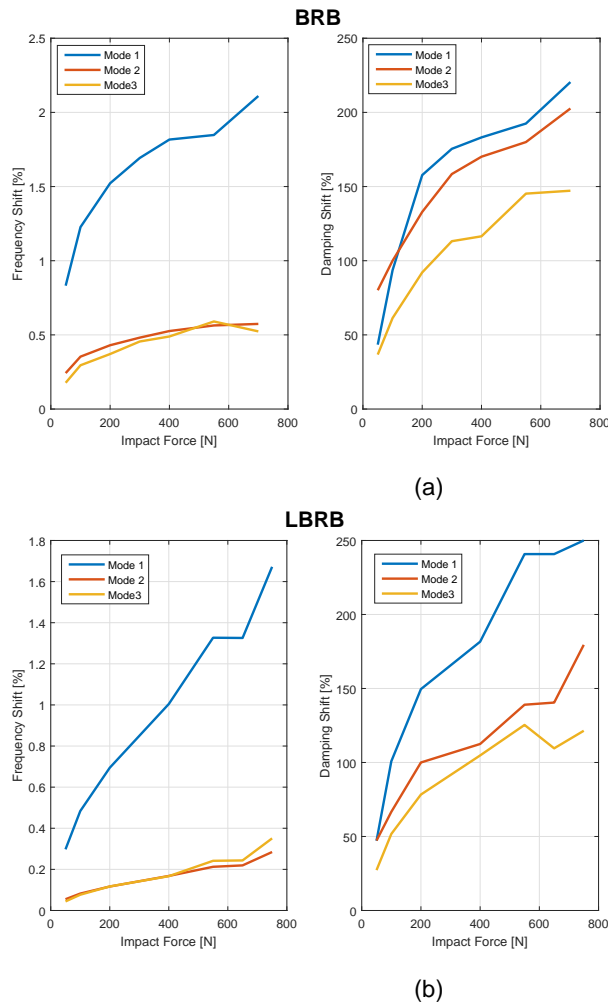 BRB
2.5
2
1.5
1
0.5
0
0 200 400 600 800
Frequency Shift [%]
Impact Force [N]
Mode 1
Mode 2
Mode3
250
200
150
100
50
0
0 200 400 600 800
Damping Shift [%]
Impact Force [N]
Mode 1
Mode 2
Mode3
(a)
LBRB
1.8
1.6
1.4
1.2
1
0.8
0.6
0.4
0.2
0
0 200 400 600 800
Frequency Shift [%]
Impact Force [N]
Mode 1
Mode 2
Mode3
250
200
150
100
50
0
0 200 400 600 800
Damping Shift [%]
Impact Force [N]
Mode 1
Mode 2
Mode3
(b)